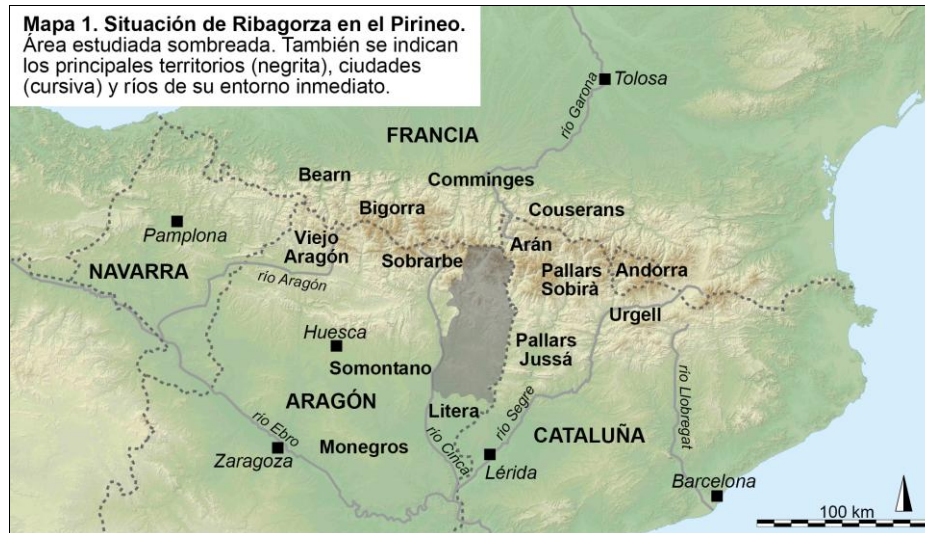 Mapa 1. Situación de Ribagorza en el Pirineo.
Área estudiada sombreada. También se indican
los principales territorios (negrita), ciudades
(cursiva) y ríos de su entorno inmediato.
Tolosa
río Garona
FRANCIA
Bearn
Comminges
Bigorra
Couserans
Pamplona
Viejo
Aragón
Arán
Sobrarbe
NAVARRA
río Aragón
Pallars
Sobirà
Andorra
Urgell
Huesca
Somontano
Pallars
Jussá
río Llobregat
ARAGÓN
Litera
río Segre
río Ebro
Monegros
río Cinca
CATALUÑA
Zaragoza
Lérida
Barcelona
100 km